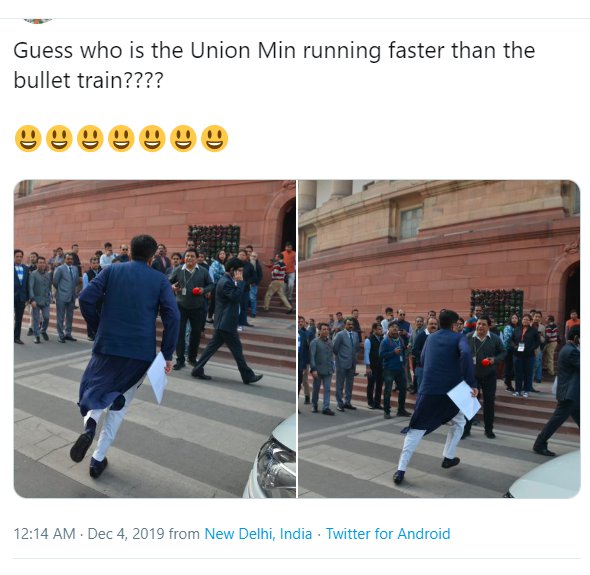 Guess who is the Union Min running faster than the
bullet train????
😃😃😃😃😃😃😃
12:14 AM · Dec 4, 2019 from New Delhi, India · Twitter for Android